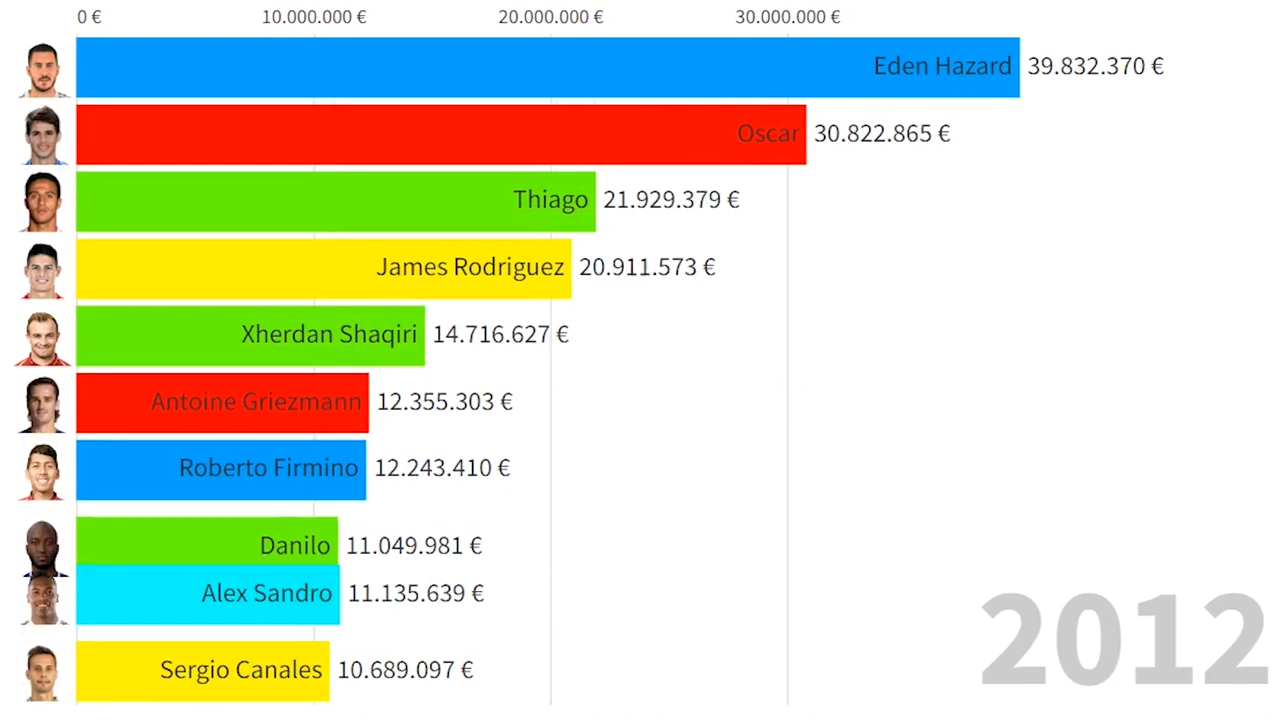 0 € 10.000.000 € 20.000.000 € 30.000.000 €
Eden Hazard 39.832.370 €
Oscar 30.822.865 €
Thiago 21.929.379 €
James Rodriguez 20.911.573 €
Xherdan Shaqiri 14.716.627 €
Antoine Griezmann 12.355.303 €
Roberto Firmino 12.243.410 €
Danilo 11.049.981 €
Alex Sandro 11.135.639 €
Sergio Canales 10.689.097 €
2012